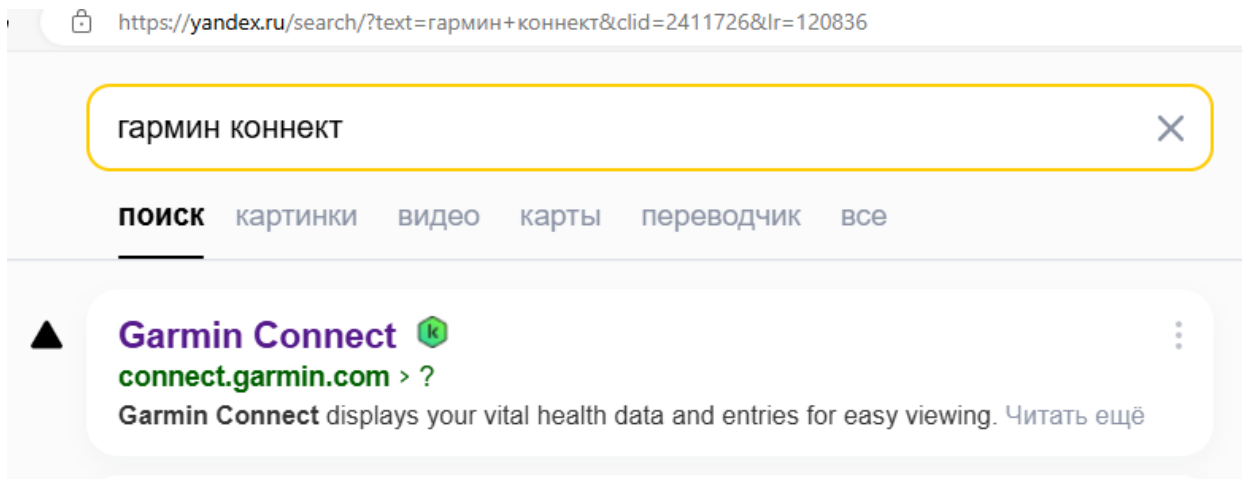 https://yandex.ru/search/?text=гармин+коннект&clid=2411726&lr=120836
гармин коннект
поиск картинки видео карты переводчик все
Garmin Connect
connect.garmin.com › ?
Garmin Connect displays your vital health data and entries for easy viewing. Читать ещё